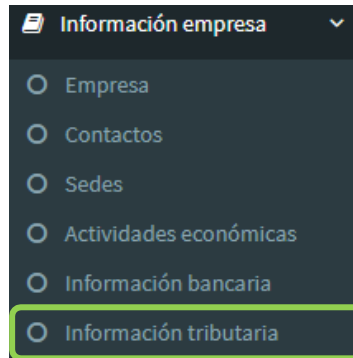 Información empresa
Empresa
Contactos
Sedes
Actividades económicas
Información bancaria
Información tributaria